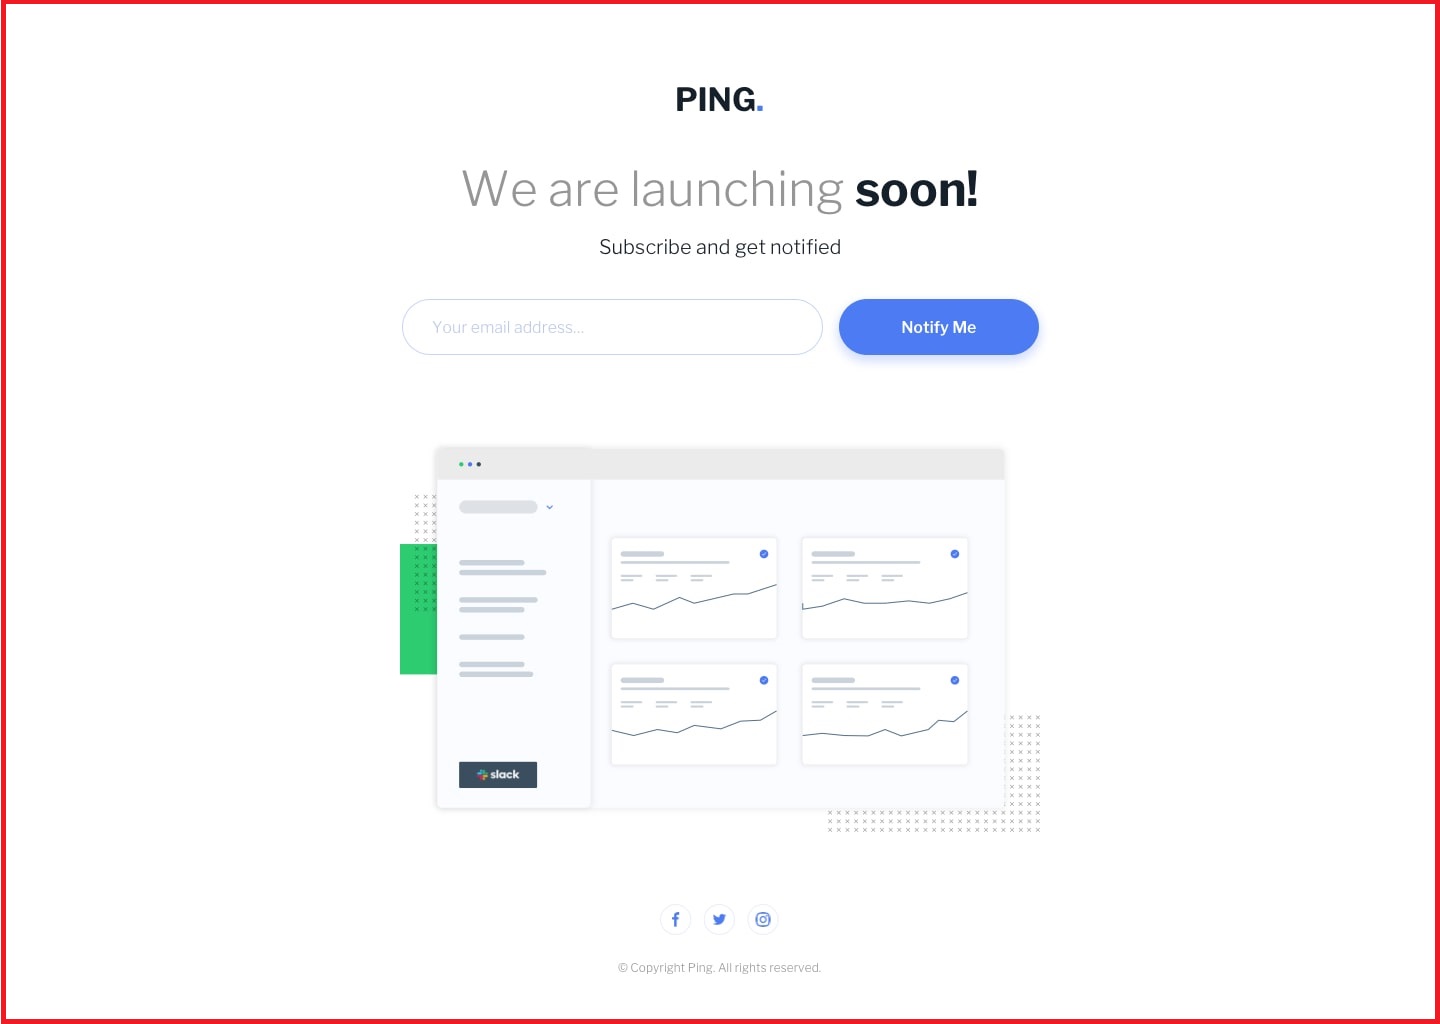 PING.
We are launching soon!
Subscribe and get notified
Your email address...
Notify Me
slack
© Copyright Ping. All rights reserved.